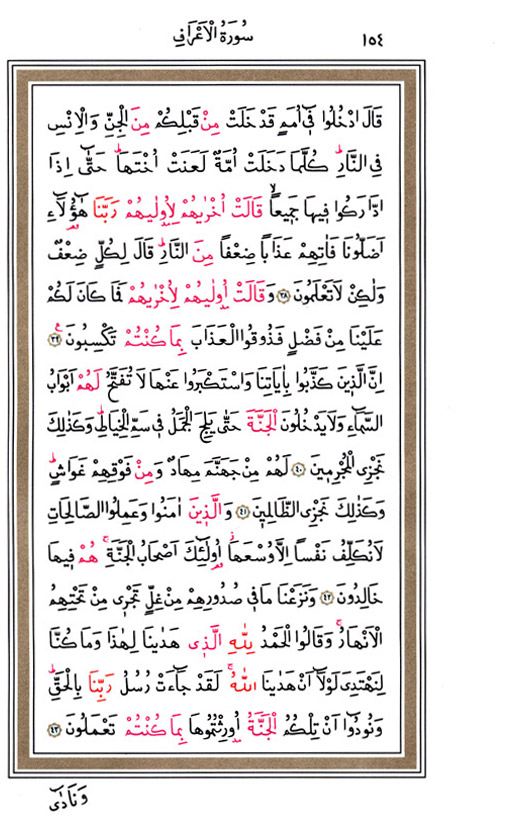 ١٥٤ سُورَةُ الْاَعْرَافِ
قَالَ ادْخُلُوا فٖٓي اُمَمٍ قَدْ خَلَتْ مِنْ قَبْلِكُمْ مِنَ الْجِنِّ وَالْاِنْسِ
فِي النَّارِؕ كُلَّمَا دَخَلَتْ اُمَّةٌ لَعَنَتْ اُخْتَهَاؕ حَتّٰٓى اِذَا
ادَّارَكُوا فٖيهَا جَمٖيعاًۙ قَالَتْ اُخْرٰيهُمْ لِاُو۫لٰيهُمْ رَبَّنَا هٰٓؤُ۬لَٓاءِ
اَضَلُّونَا فَاٰتِهِمْ عَذَاباً ضِعْفاً مِنَ النَّارِؕ قَالَ لِكُلٍّ ضِعْفٌ
وَلٰكِنْ لَا تَعْلَمُونَ ﴿٣٨﴾ وَقَالَتْ اُو۫لٰيهُمْ لِاُخْرٰيهُمْ فَمَا كَانَ لَكُمْ
عَلَيْنَا مِنْ فَضْلٍ فَذُوقُوا الْعَذَابَ بِمَا كُنْتُمْ تَكْسِبُونَࣖ ﴿٣٩﴾
اِنَّ الَّذٖينَ كَذَّبُوا بِاٰيَاتِنَا وَاسْتَكْبَرُوا عَنْهَا لَا تُفَتَّحُ لَهُمْ اَبْوَابُ
السَّمَٓاءِ وَلَا يَدْخُلُونَ الْجَنَّةَ حَتّٰى يَلِجَ الْجَمَلُ فٖي سَمِّ الْخِيَاطِؕ وَكَذٰلِكَ
نَجْزِي الْمُجْرِمٖينَ ﴿٤٠﴾ لَهُمْ مِنْ جَهَنَّمَ مِهَادٌ وَمِنْ فَوْقِهِمْ غَوَاشٍؕ
وَكَذٰلِكَ نَجْزِي الظَّالِمٖينَ ﴿٤١﴾ وَالَّذٖينَ اٰمَنُوا وَعَمِلُوا الصَّالِحَاتِ
لَا نُكَلِّفُ نَفْساً اِلَّا وُسْعَهَاؗ اُو۬لٰٓئِكَ اَصْحَابُ الْجَنَّةِۚ هُمْ فٖيهَا
خَالِدُونَ ﴿٤٢﴾ وَنَزَعْنَا مَا فٖي صُدُورِهِمْ مِنْ غِلٍّ تَجْرٖي مِنْ تَحْتِهِمُ
الْاَنْهَارُۚ وَقَالُوا الْحَمْدُ لِلّٰهِ الَّذٖي هَدٰينَا لِهٰذَا وَمَا كُنَّا
لِنَهْتَدِيَ لَوْلَٓا اَنْ هَدٰينَا اللّٰهُۚ لَقَدْ جَٓاءَتْ رُسُلُ رَبِّنَا بِالْحَقِّؕ
وَنُودُٓوا اَنْ تِلْكُمُ الْجَنَّةُ اُو۫رِثْتُمُوهَا بِمَا كُنْتُمْ تَعْمَلُونَ ﴿٤٣﴾
وَنَادٰٓى